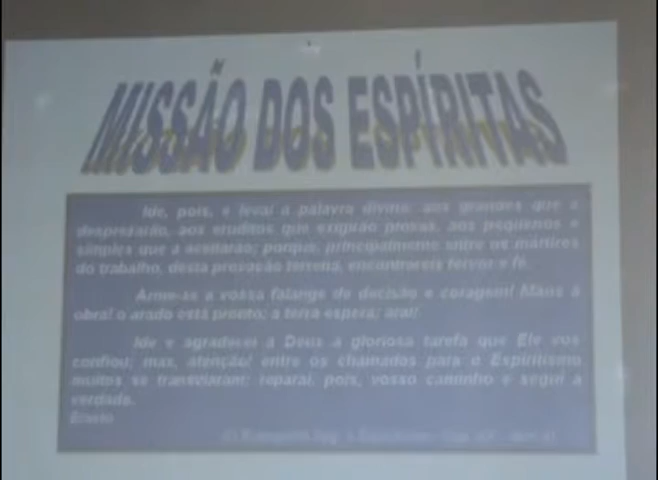 MISSÃO DOS ESPÍRITAS
Ide, pois, e levai a palavra divina: aos grandes que a
desprezarão, aos eruditos que exigirão provas, aos pequenos e
simples que a aceitarão; porque, principalmente entre os mártires
do trabalho, desta provação terrena, encontrareis fervor e fé.
Arme-se a vossa falange de decisão e coragem! Mãos à
obra! o arado está pronto; a terra espera; arai!
Ide e agradecei a Deus a gloriosa tarefa que Ele vos
confiou; mas, atenção! entre os chamados para o Espiritismo
muitos se transviaram; reparai, pois, vosso caminho e segui a
verdade.
Erasto